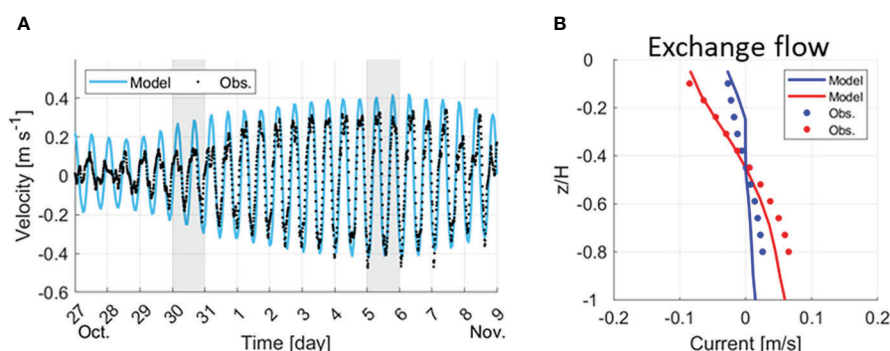 A
Velocity [m s-1]
Model
Obs.
0.4
0.2
0
-0.2
-0.4
-0.6
27
28
29
30
31
1
2
3
4
5
6
7
8
9
Oct.
Time [day]
Nov.
B
Exchange flow
z/H
0
-0.2
-0.4
-0.6
-0.8
-1
Model
Model
Obs.
Obs.
-0.2
-0.1
0
0.1
0.2
Current [m/s]